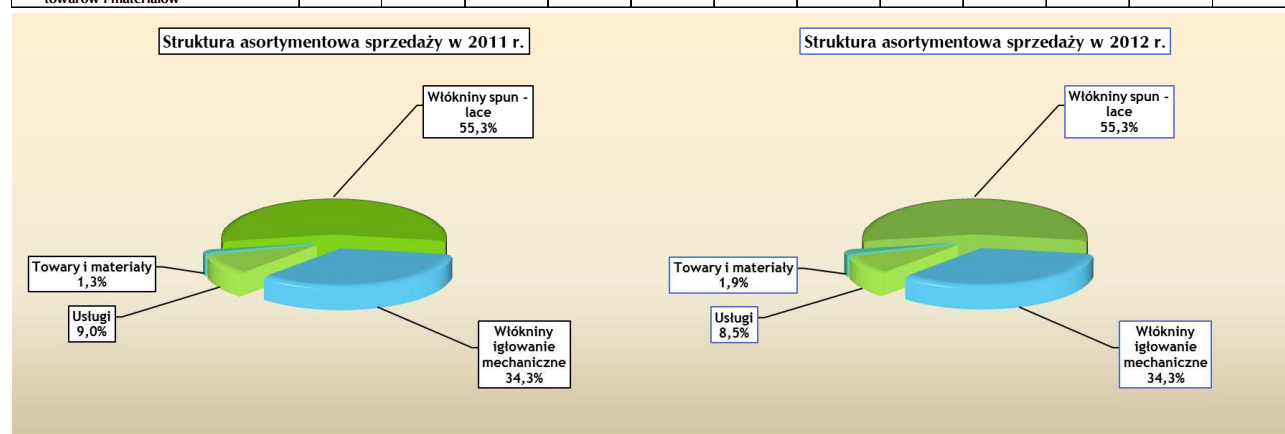 towarów i materiałów
Struktura asortymentowa sprzedaży w 2011 r.
Włókniny spun -
lace
55,3%
Towary i materiały
1,3%
Usługi
9,0%
Włókniny
igłowanie
mechaniczne
34,3%
Struktura asortymentowa sprzedaży w 2012 r.
Włókniny spun -
lace
55,3%
Towary i materiały
1,9%
Usługi
8,5%
Włókniny
igłowanie
mechaniczne
34,3%